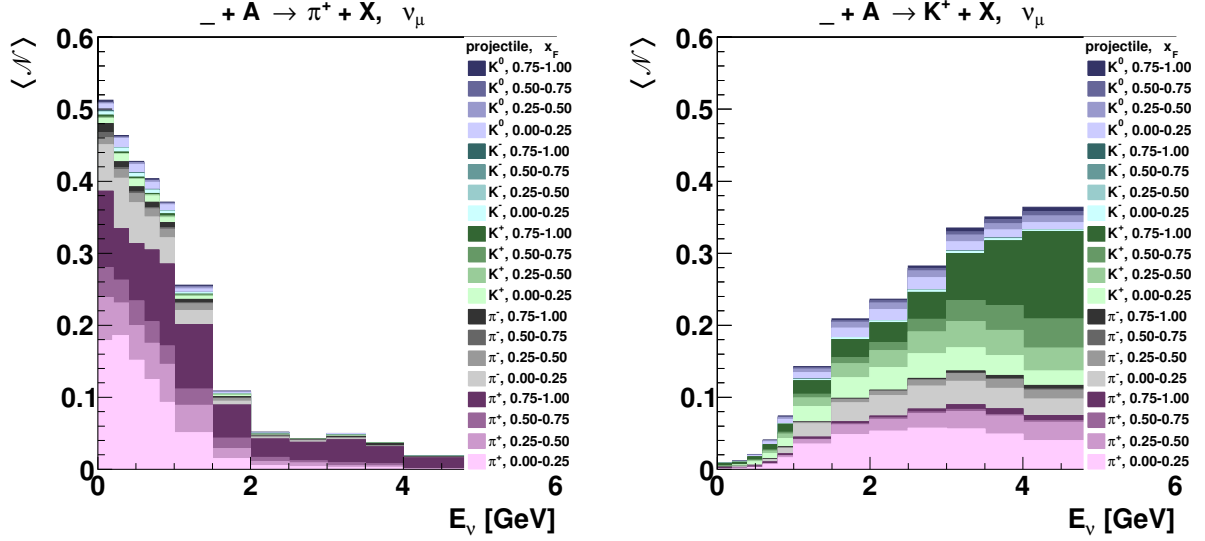 _ + A → π⁺ + X, ν_μ
⟨𝒩⟩
0.6
0.5
0.4
0.3
0.2
0.1
0
0 2 4 6
E_ν [GeV]
projectile, x_F
K⁰, 0.75-1.00
K⁰, 0.50-0.75
K⁰, 0.25-0.50
K⁰, 0.00-0.25
K⁻, 0.75-1.00
K⁻, 0.50-0.75
K⁻, 0.25-0.50
K⁻, 0.00-0.25
K⁺, 0.75-1.00
K⁺, 0.50-0.75
K⁺, 0.25-0.50
K⁺, 0.00-0.25
π⁻, 0.75-1.00
π⁻, 0.50-0.75
π⁻, 0.25-0.50
π⁻, 0.00-0.25
π⁺, 0.75-1.00
π⁺, 0.50-0.75
π⁺, 0.25-0.50
π⁺, 0.00-0.25
_ + A → K⁺ + X, ν_μ
⟨𝒩⟩
0.6
0.5
0.4
0.3
0.2
0.1
0
0 2 4 6
E_ν [GeV]
projectile, x_F
K⁰, 0.75-1.00
K⁰, 0.50-0.75
K⁰, 0.25-0.50
K⁰, 0.00-0.25
K⁻, 0.75-1.00
K⁻, 0.50-0.75
K⁻, 0.25-0.50
K⁻, 0.00-0.25
K⁺, 0.75-1.00
K⁺, 0.50-0.75
K⁺, 0.25-0.50
K⁺, 0.00-0.25
π⁻, 0.75-1.00
π⁻, 0.50-0.75
π⁻, 0.25-0.50
π⁻, 0.00-0.25
π⁺, 0.75-1.00
π⁺, 0.50-0.75
π⁺, 0.25-0.50
π⁺, 0.00-0.25